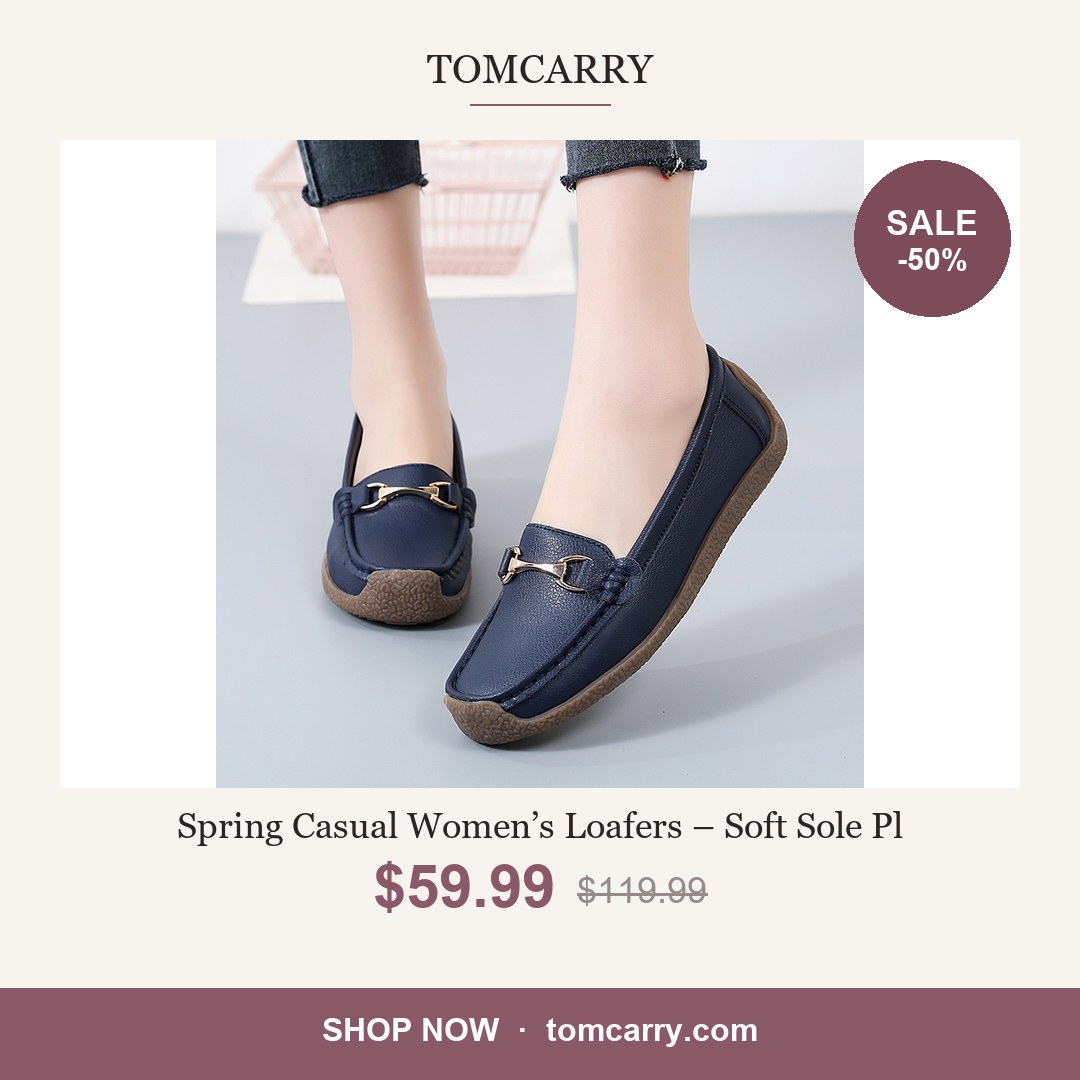 TOMCARRY
SALE
-50%
Spring Casual Women’s Loafers – Soft Sole Pl
$59.99 $119.99
SHOP NOW · tomcarry.com